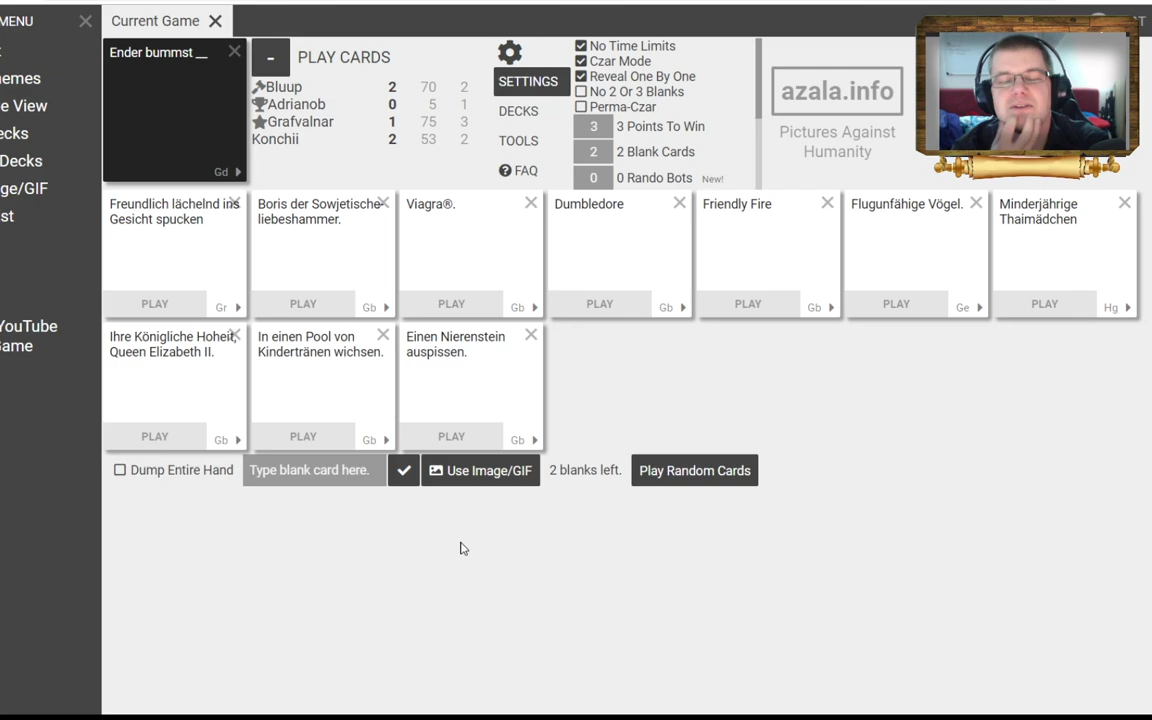 MENU
Current Game
emes
e View
ecks
Decks
ge/GIF
st
YouTube
Game
Ender bummst __
Gd
- PLAY CARDS
Bluup 2 70 2
Adrianob 0 5 1
Grafvalnar 1 75 3
Konchii 2 53 2
SETTINGS
DECKS
TOOLS
FAQ
No Time Limits
Czar Mode
Reveal One By One
No 2 Or 3 Blanks
Perma-Czar
3 3 Points To Win
2 2 Blank Cards
0 0 Rando Bots New!
azala.info
Pictures Against
Humanity
Freundlich lächelnd ins
Gesicht spucken
PLAY Gr
Boris der Sowjetische-
liebeshammer.
PLAY Gb
Viagra®.
PLAY Gb
Dumbledore
PLAY Gb
Friendly Fire
PLAY Gb
Flugunfähige Vögel.
PLAY Ge
Minderjährige
Thaimädchen
PLAY Hg
Ihre Königliche Hoheit,
Queen Elizabeth II.
PLAY Gb
In einen Pool von
Kindertränen wichsen.
PLAY Gb
Einen Nierenstein
auspissen.
PLAY Gb
Dump Entire Hand
Type blank card here.
Use Image/GIF
2 blanks left.
Play Random Cards